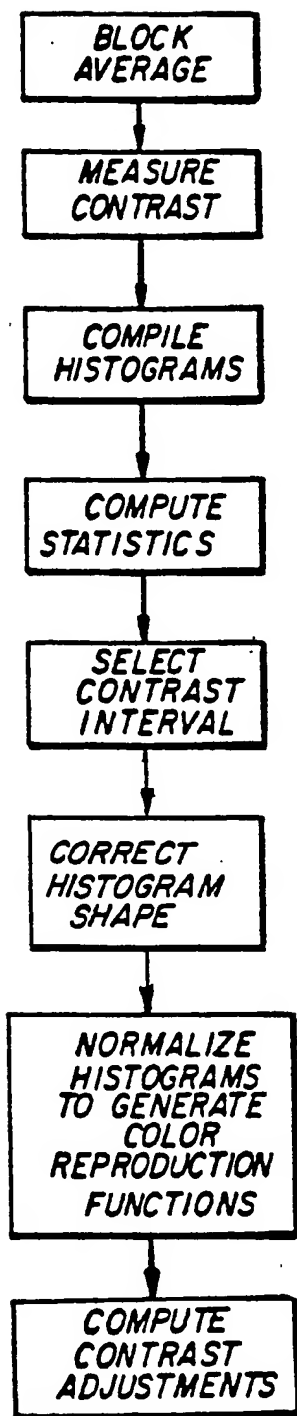 BLOCK
AVERAGE
MEASURE
CONTRAST
COMPILE
HISTOGRAMS
COMPUTE
STATISTICS
SELECT
CONTRAST
INTERVAL
CORRECT
HISTOGRAM
SHAPE
NORMALIZE
HISTOGRAMS
TO GENERATE
COLOR
REPRODUCTION
FUNCTIONS
COMPUTE
CONTRAST
ADJUSTMENTS